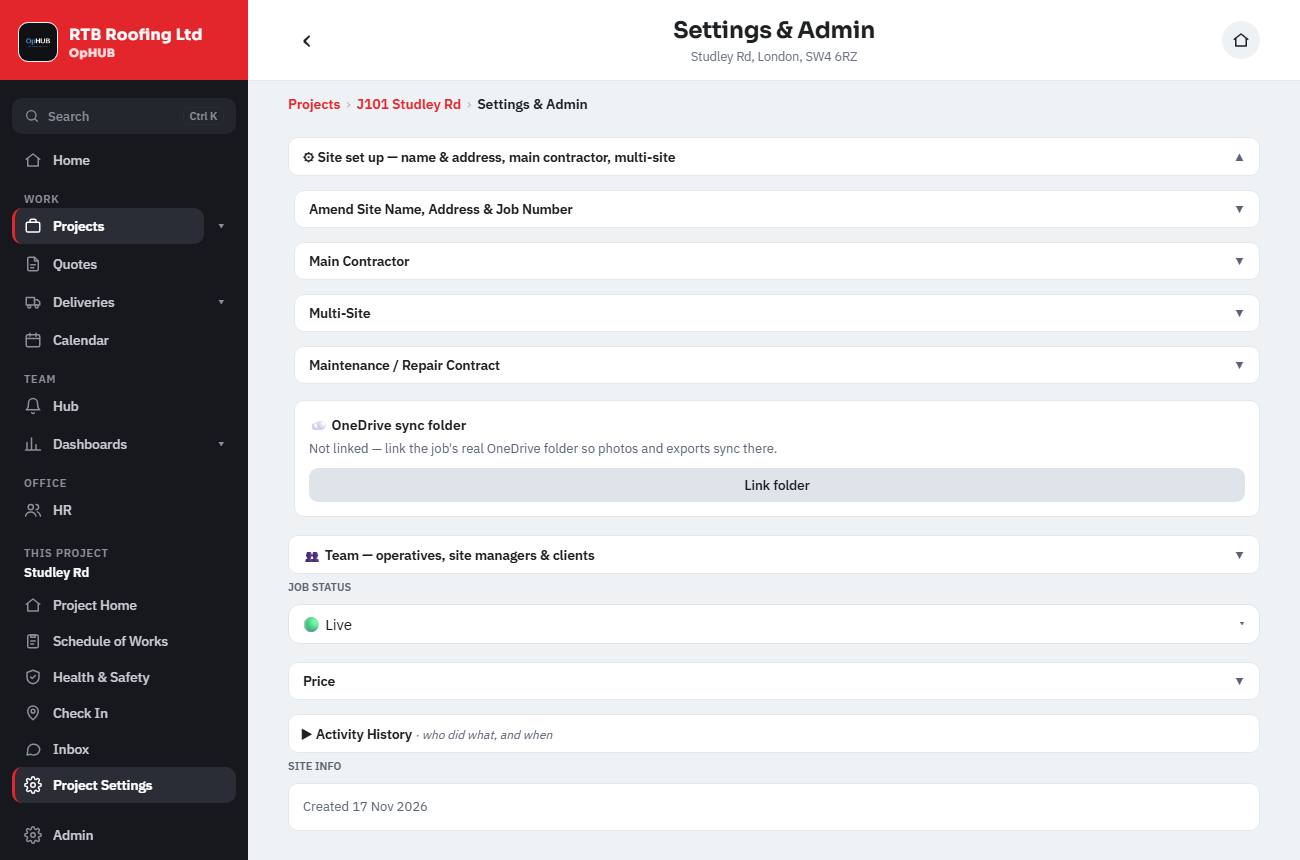 OpHUB
RTB Roofing Ltd
OpHUB
Search
Ctrl K
Home
WORK
Projects
Quotes
Deliveries
Calendar
TEAM
Hub
Dashboards
OFFICE
HR
THIS PROJECT
Studley Rd
Project Home
Schedule of Works
Health & Safety
Check In
Inbox
Project Settings
Admin
Settings & Admin
Studley Rd, London, SW4 6RZ
Projects › J101 Studley Rd › Settings & Admin
Site set up — name & address, main contractor, multi-site
Amend Site Name, Address & Job Number
Main Contractor
Multi-Site
Maintenance / Repair Contract
OneDrive sync folder
Not linked — link the job's real OneDrive folder so photos and exports sync there.
Link folder
Team — operatives, site managers & clients
JOB STATUS
Live
Price
Activity History · who did what, and when
SITE INFO
Created 17 Nov 2026